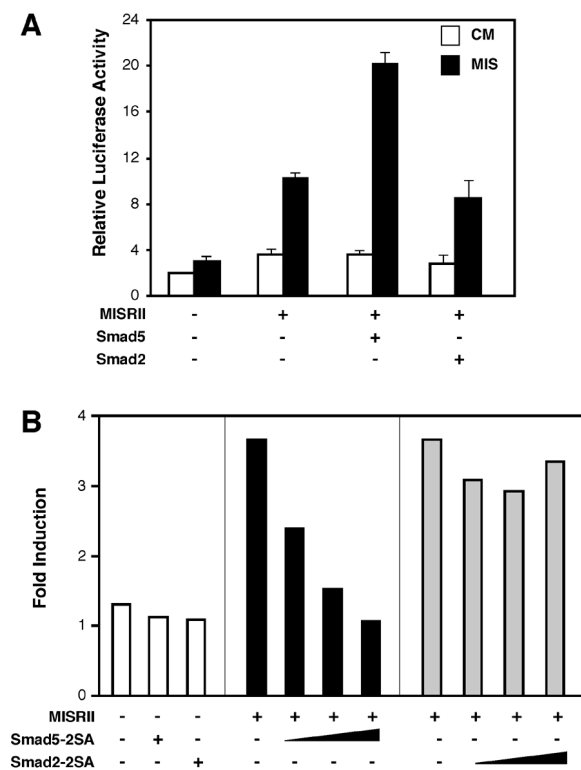 A
CM
MIS
Relative Luciferase Activity
24
20
16
12
8
4
0
MISRII - + + +
Smad5 - - + -
Smad2 - - - +
B
Fold Induction
4
3
2
1
0
MISRII - - - + + + + + + + +
Smad5-2SA - + - - - - - -
Smad2-2SA - - + - - - - -